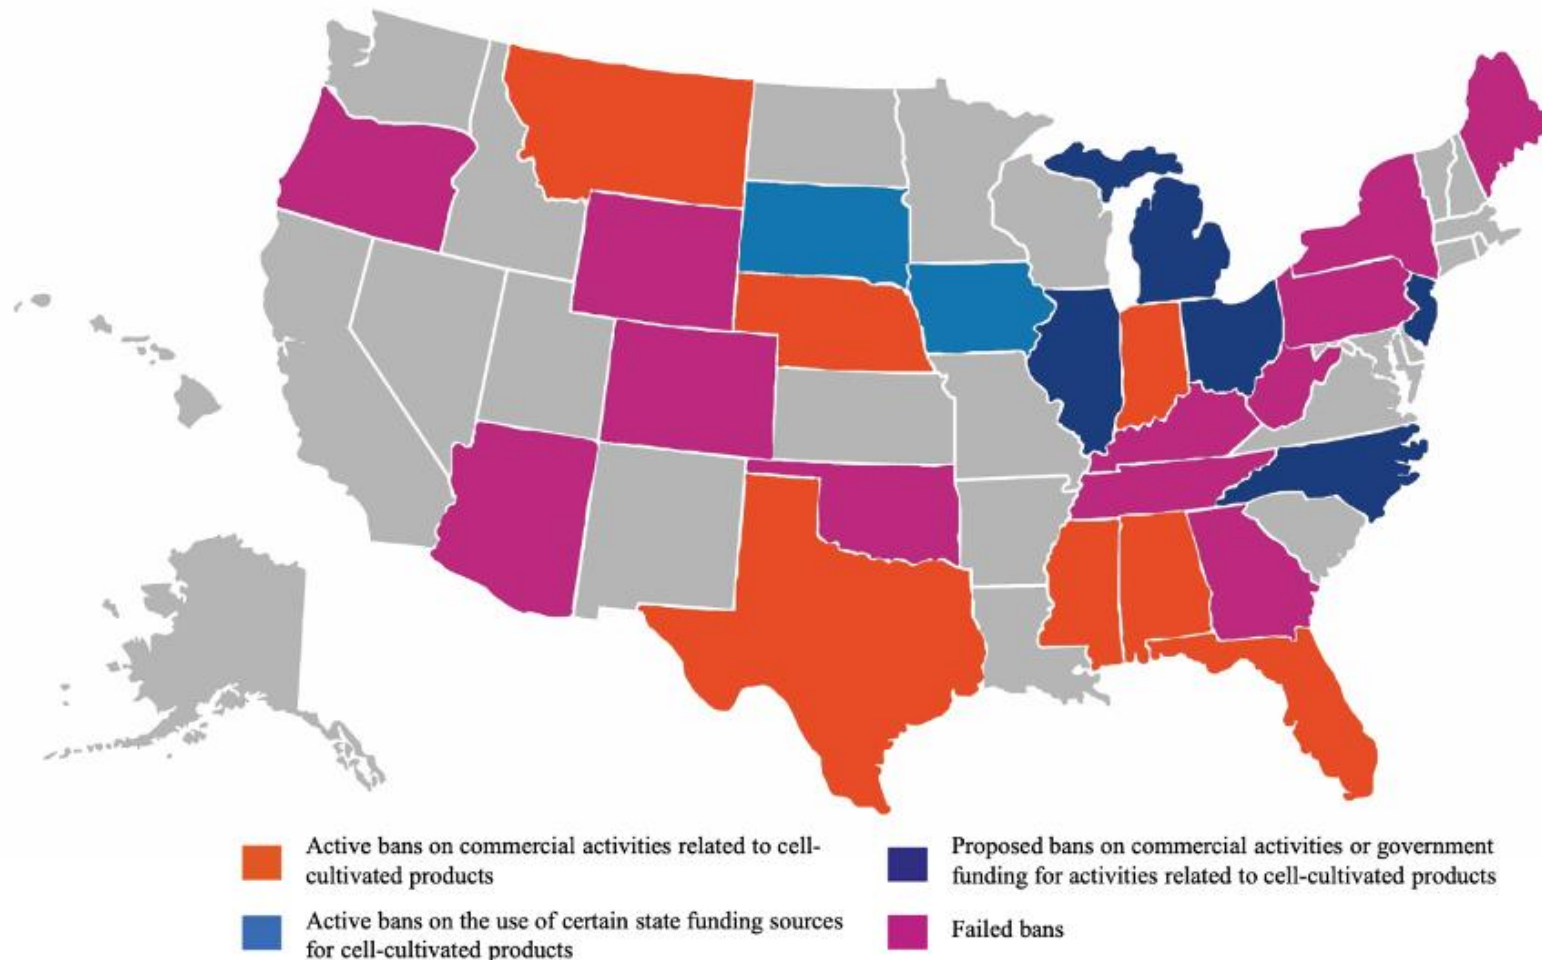 Active bans on commercial activities related to cell-
cultivated products
Active bans on the use of certain state funding sources
for cell-cultivated products
Proposed bans on commercial activities or government
funding for activities related to cell-cultivated products
Failed bans